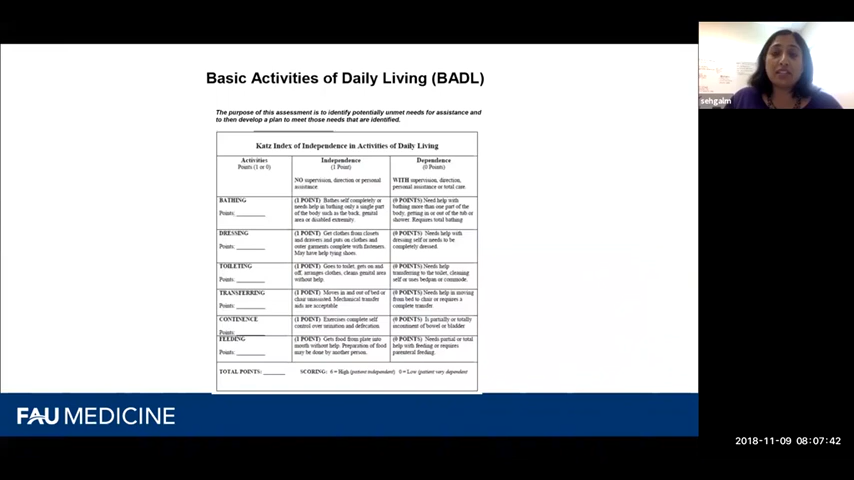 Basic Activities of Daily Living (BADL)
sehgalm
The purpose of this assessment is to identify potentially unmet needs for assistance and
to then develop a plan to meet those needs that are identified.
Katz Index of Independence in Activities of Daily Living
Activities
Points (1 or 0)
Independence
(1 Point)
NO supervision, direction or personal
assistance.
Dependence
(0 Points)
WITH supervision, direction,
personal assistance or total care.
BATHING
Points:
(1 POINT) Bathes self completely or
needs help in bathing only a single part
of the body such as the back, genital
area or disabled extremity.
(0 POINTS) Need help with
bathing more than one part of the
body, getting in or out of the tub or
shower. Requires total bathing
DRESSING
Points:
(1 POINT) Get clothes from closets
and drawers and puts on clothes and
outer garments complete with fasteners.
May have help tying shoes.
(0 POINTS) Needs help with
dressing self or needs to be
completely dressed.
TOILETING
Points:
(1 POINT) Goes to toilet, gets on and
off, arranges clothes, cleans genital area
without help.
(0 POINTS) Needs help
transferring to the toilet, cleaning
self or uses bedpan or commode.
TRANSFERRING
Points:
(1 POINT) Moves in and out of bed or
chair unassisted. Mechanical transfer
aids are acceptable
(0 POINTS) Needs help in moving
from bed to chair or requires a
complete transfer.
CONTINENCE
Points:
(1 POINT) Exercises complete self
control over urination and defecation.
(0 POINTS) Is partially or totally
incontinent of bowel or bladder
FEEDING
Points:
(1 POINT) Gets food from plate into
mouth without help. Preparation of food
may be done by another person.
(0 POINTS) Needs partial or total
help with feeding or requires
parenteral feeding.
TOTAL POINTS: SCORING: 6 = High (patient independent) 0 = Low (patient very dependent
FAU MEDICINE
2018-11-09 08:07:42